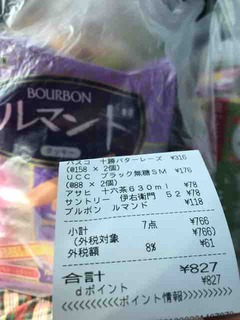 BOURBON
ルマンド
クッキー
パスコ 十勝バターレーズ ¥316
(@158 × 2個)
UCC ブラック無糖SM ¥176
(@88 × 2個)
アサヒ 十六茶630ml ¥78
サントリー 伊右衛門 52 ¥78
ブルボン ルマンド ¥118
小計 7点 ¥766
(外税対象 ¥766)
外税額 8% ¥61
合計 ¥827
dポイント ¥827
<<<<<<<<ポイント情報>>>>>>>>